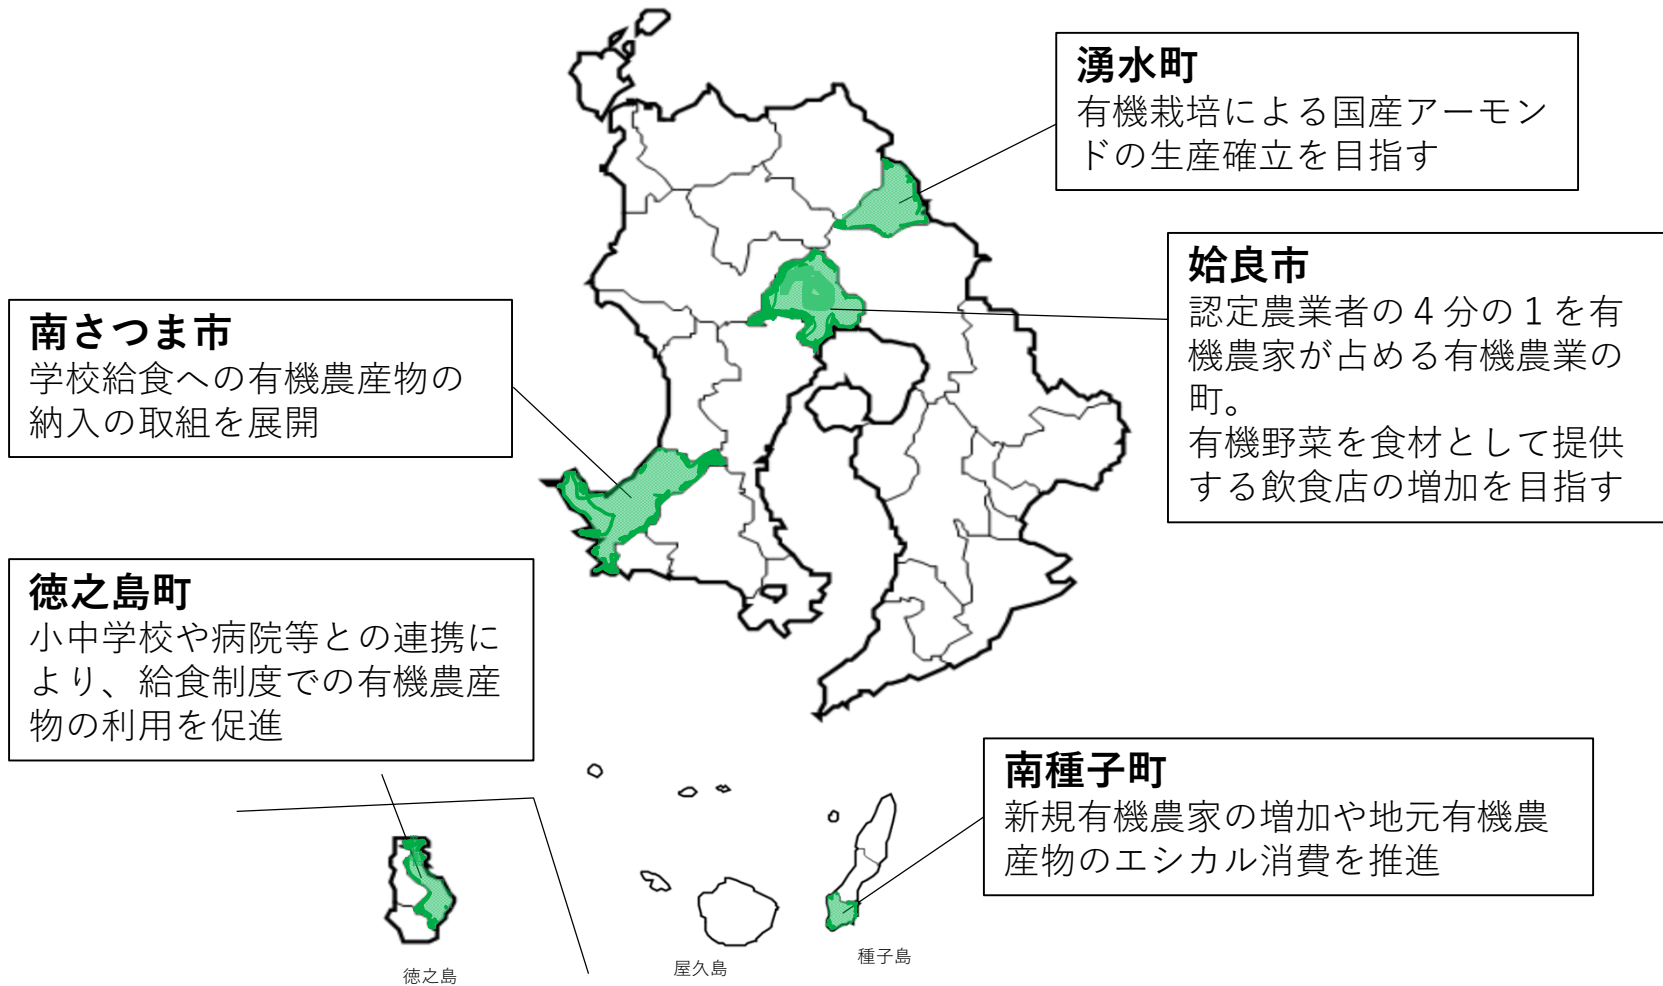 湧水町
有機栽培による国産アーモン
ドの生産確立を目指す
姶良市
認定農業者の４分の１を有
機農家が占める有機農業の
町。
有機野菜を食材として提供
する飲食店の増加を目指す
南さつま市
学校給食への有機農産物の
納入の取組を展開
徳之島町
小中学校や病院等との連携に
より、給食制度での有機農産
物の利用を促進
南種子町
新規有機農家の増加や地元有機農
産物のエシカル消費を推進
徳之島
屋久島
種子島